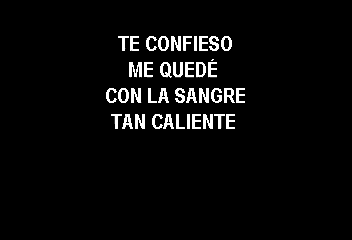 TE CONFIESO
ME QUEDÉ
CON LA SANGRE
TAN CALIENTE